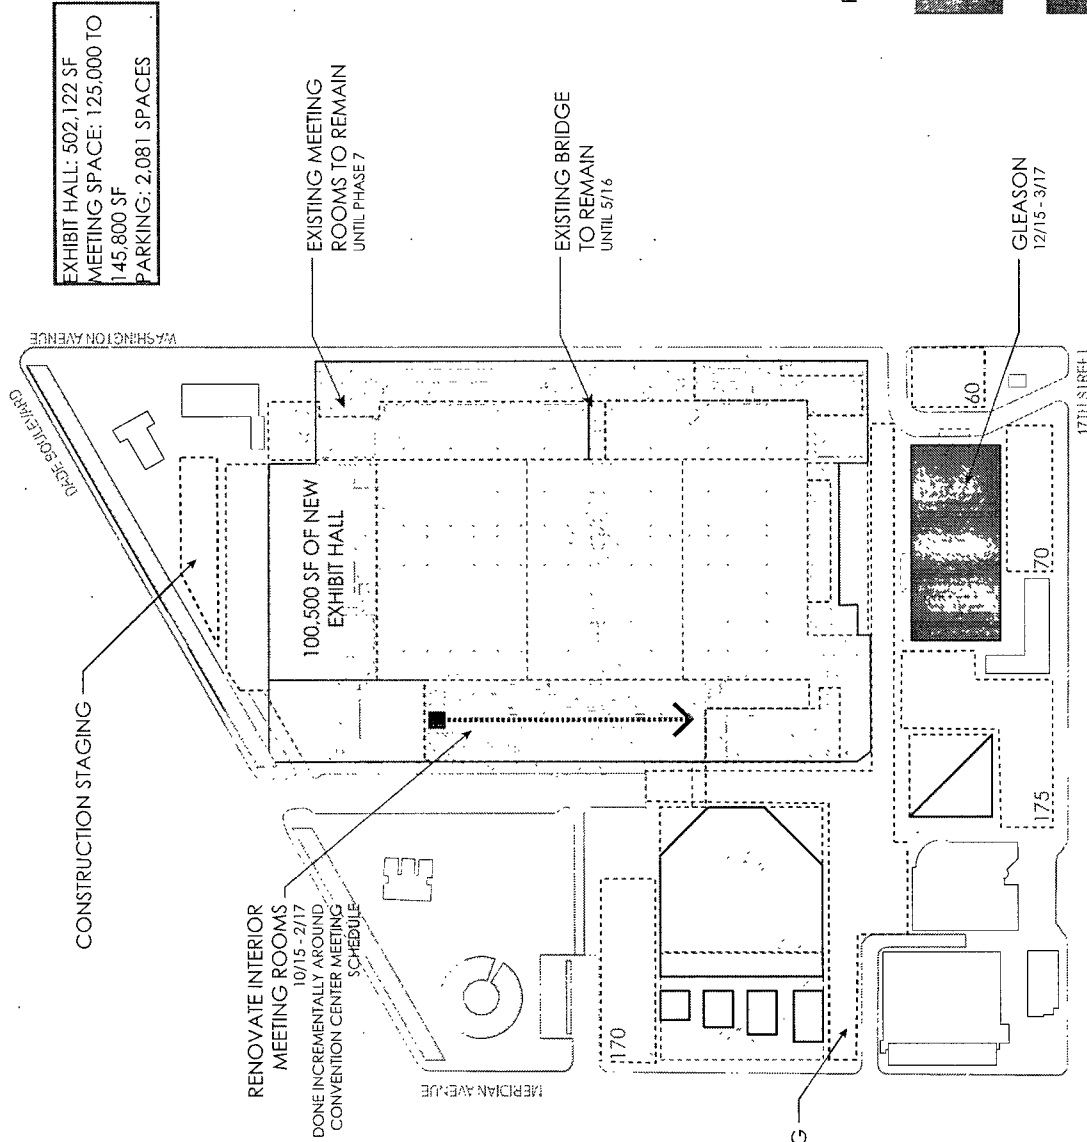 EXHIBIT HALL: 502,122 SF
MEETING SPACE: 125,000 TO
145,800 SF
PARKING: 2,081 SPACES
WASHINGTON AVENUE
DADE BOULEVARD
CONSTRUCTION STAGING
EXISTING MEETING
ROOMS TO REMAIN
UNTIL PHASE 7
100,500 SF OF NEW
EXHIBIT HALL
EXISTING BRIDGE
TO REMAIN
UNTIL 5/16
RENOVATE INTERIOR
MEETING ROOMS
10/15 - 2/17
DONE INCREMENTALLY AROUND
CONVENTION CENTER MEETING
SCHEDULE
GLEASON
12/15 - 3/17
60
70
175
170
MERIDIAN AVENUE
17TH STREET
G